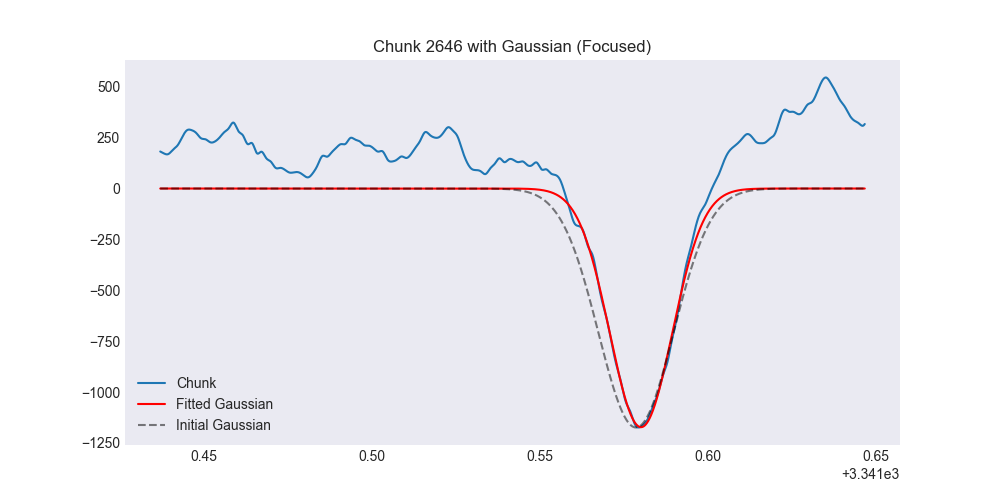 Chunk 2646 with Gaussian (Focused)
500
250
0
−250
−500
−750
−1000
−1250
Chunk
Fitted Gaussian
Initial Gaussian
0.45 0.50 0.55 0.60 0.65
+3.341e3